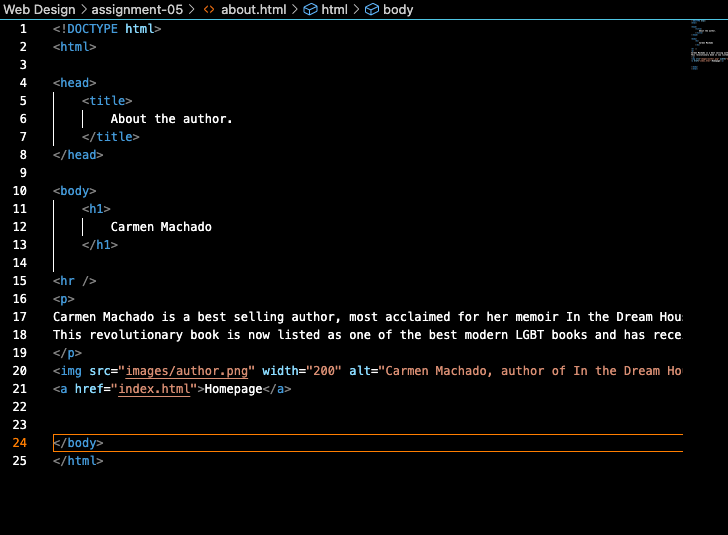 Web Design > assignment-05 > <> about.html > html > body
1 <!DOCTYPE html>
2 <html>
3
4 <head>
5 <title>
6 About the author.
7 </title>
8 </head>
9
10 <body>
11 <h1>
12 Carmen Machado
13 </h1>
14
15 <hr />
16 <p>
17 Carmen Machado is a best selling author, most acclaimed for her memoir In the Dream
18 This revolutionary book is now listed as one of the best modern LGBT books and has
19 </p>
20 <img src="images/author.png" width="200" alt="Carmen Machado, author of In the Dream
21 <a href="index.html">Homepage</a>
22
23
24 </body>
25 </html>